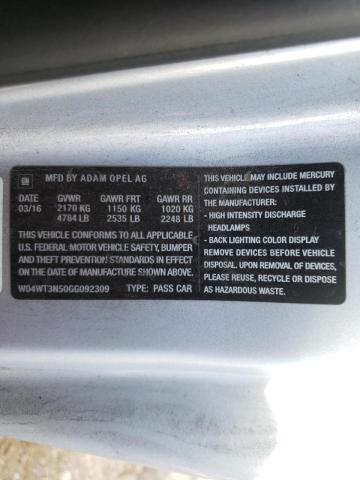 GM MFD BY ADAM OPEL AG
DATE GVWR GAWR FRT GAWR RR
03/16 2170 KG 1150 KG 1020 KG
4784 LB 2535 LB 2248 LB
THIS VEHICLE CONFORMS TO ALL APPLICABLE
U.S. FEDERAL MOTOR VEHICLE SAFETY, BUMPER
AND THEFT PREVENTION STANDARDS IN EFFECT
ON THE DATE OF MANUFACTURE SHOWN ABOVE.
W04WT3N50GG092309 TYPE: PASS CAR
THIS VEHICLE MAY INCLUDE MERCURY
CONTAINING DEVICES INSTALLED BY
THE MANUFACTURER:
- HIGH INTENSITY DISCHARGE
HEADLAMPS
- BACK LIGHTING COLOR DISPLAY
REMOVE DEVICES BEFORE VEHICLE
DISPOSAL. UPON REMOVAL OF DEVICES,
PLEASE REUSE, RECYCLE OR DISPOSE
AS HAZARDOUS WASTE.